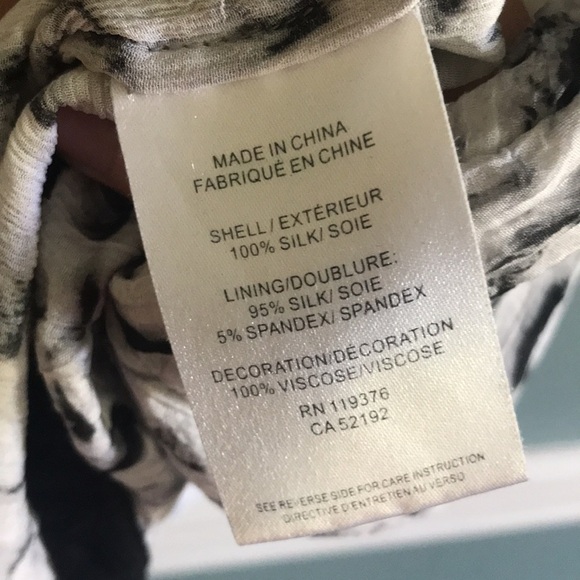 MADE IN CHINA
FABRIQUÉ EN CHINE
SHELL/EXTÉRIEUR
100% SILK/ SOIE
LINING/DOUBLURE:
95% SILK/ SOIE
5% SPANDEX/ SPANDEX
DECORATION/DÉCORATION
100% VISCOSE/VISCOSE
RN 119376
CA 52192
SEE REVERSE SIDE FOR CARE INSTRUCTION
DIRECTIVE D'ENTRETIEN AU VERSO